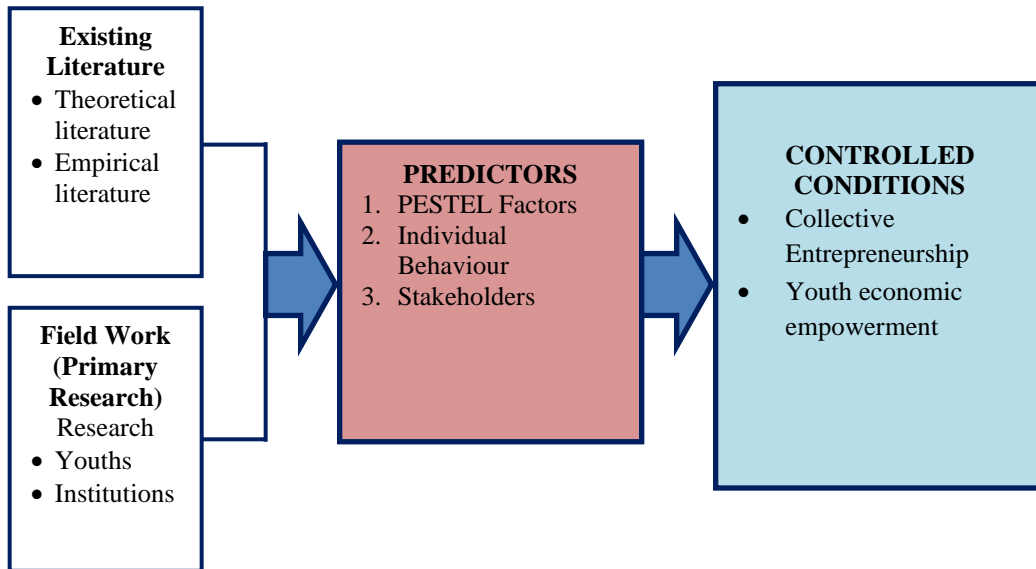 Existing
Literature
• Theoretical
literature
• Empirical
literature
Field Work
(Primary
Research)
Research
• Youths
• Institutions
PREDICTORS
1. PESTEL Factors
2. Individual
Behaviour
3. Stakeholders
CONTROLLED
CONDITIONS
• Collective
Entrepreneurship
• Youth economic
empowerment